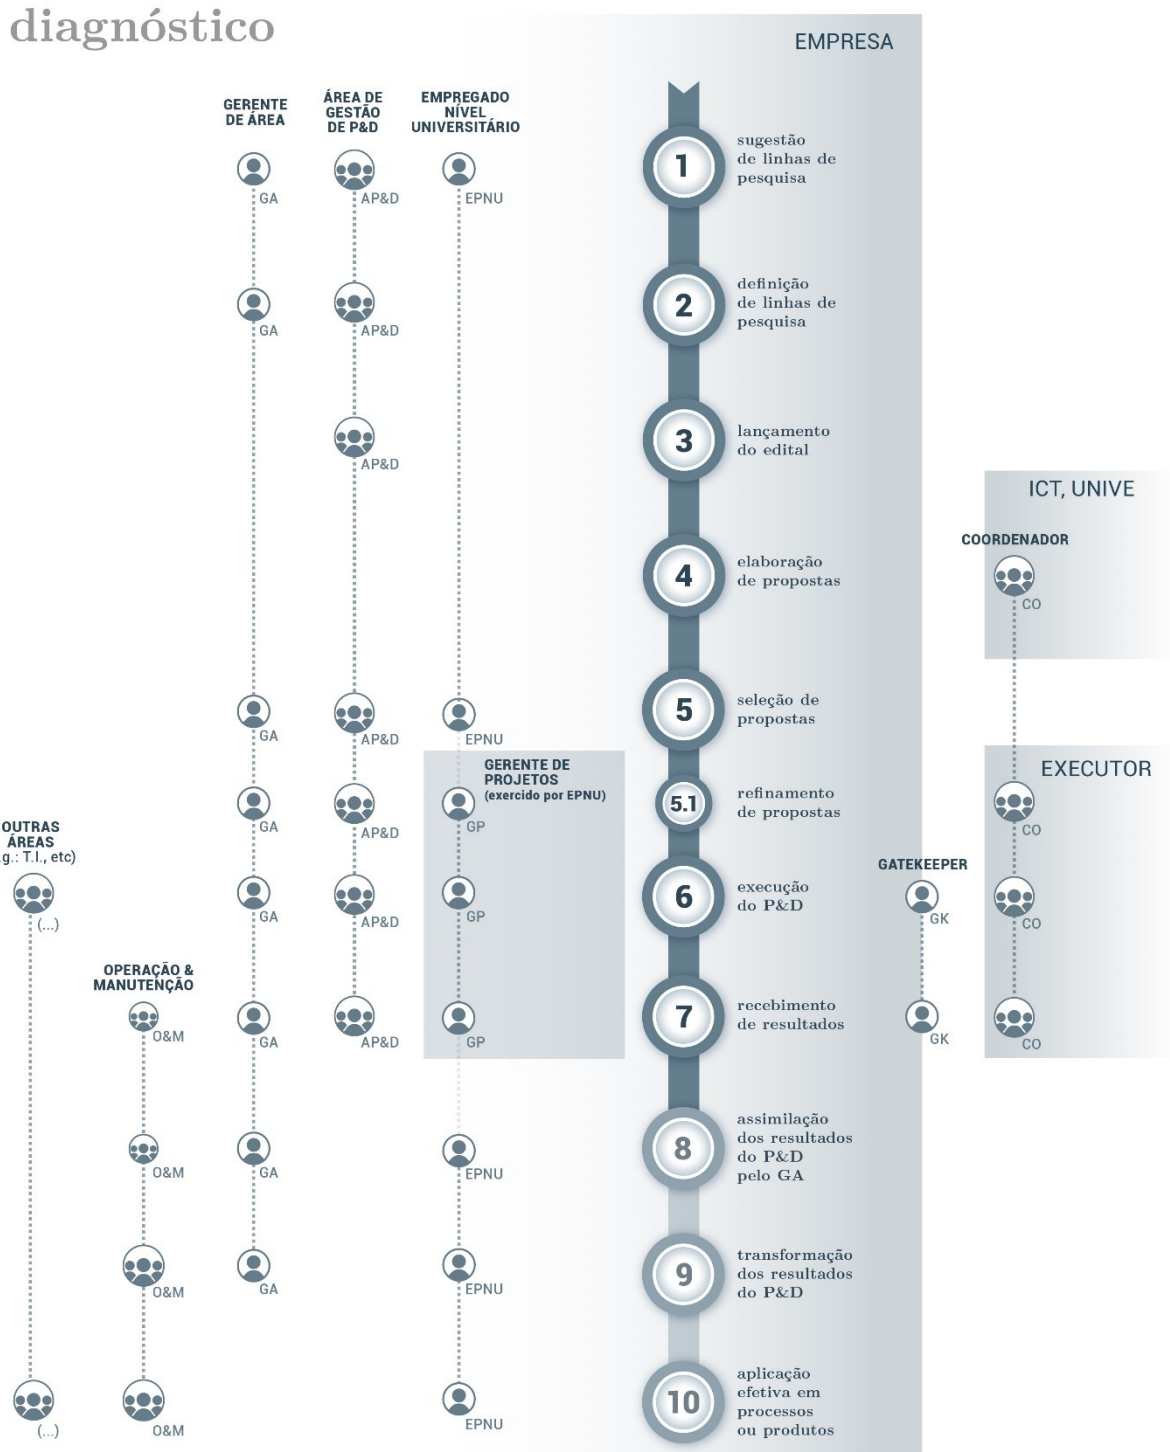 diagnóstico
EMPRESA
GERENTE
DE ÁREA
ÁREA DE
GESTÃO
DE P&D
EMPREGADO
NÍVEL
UNIVERSITÁRIO
1
sugestão
de linhas de
pesquisa
GA
AP&D
EPNU
2
definição
de linhas de
pesquisa
GA
AP&D
3
lançamento
do edital
AP&D
ICT, UNIVE
COORDENADOR
4
elaboração
de propostas
CO
5
seleção de
propostas
GA
AP&D
EPNU
GERENTE DE
PROJETOS
(exercido por EPNU)
EXECUTOR
5.1
refinamento
de propostas
GA
AP&D
GP
CO
OUTRAS
ÁREAS
.g.: T.I., etc)
GATEKEEPER
6
execução
do P&D
(...)
GA
AP&D
GP
GK
CO
OPERAÇÃO &
MANUTENÇÃO
7
recebimento
de resultados
O&M
GA
AP&D
GP
GK
CO
8
assimilação
dos resultados
do P&D
pelo GA
O&M
GA
EPNU
9
transformação
dos resultados
do P&D
O&M
GA
EPNU
10
aplicação
efetiva em
processos
ou produtos
(...)
O&M
EPNU